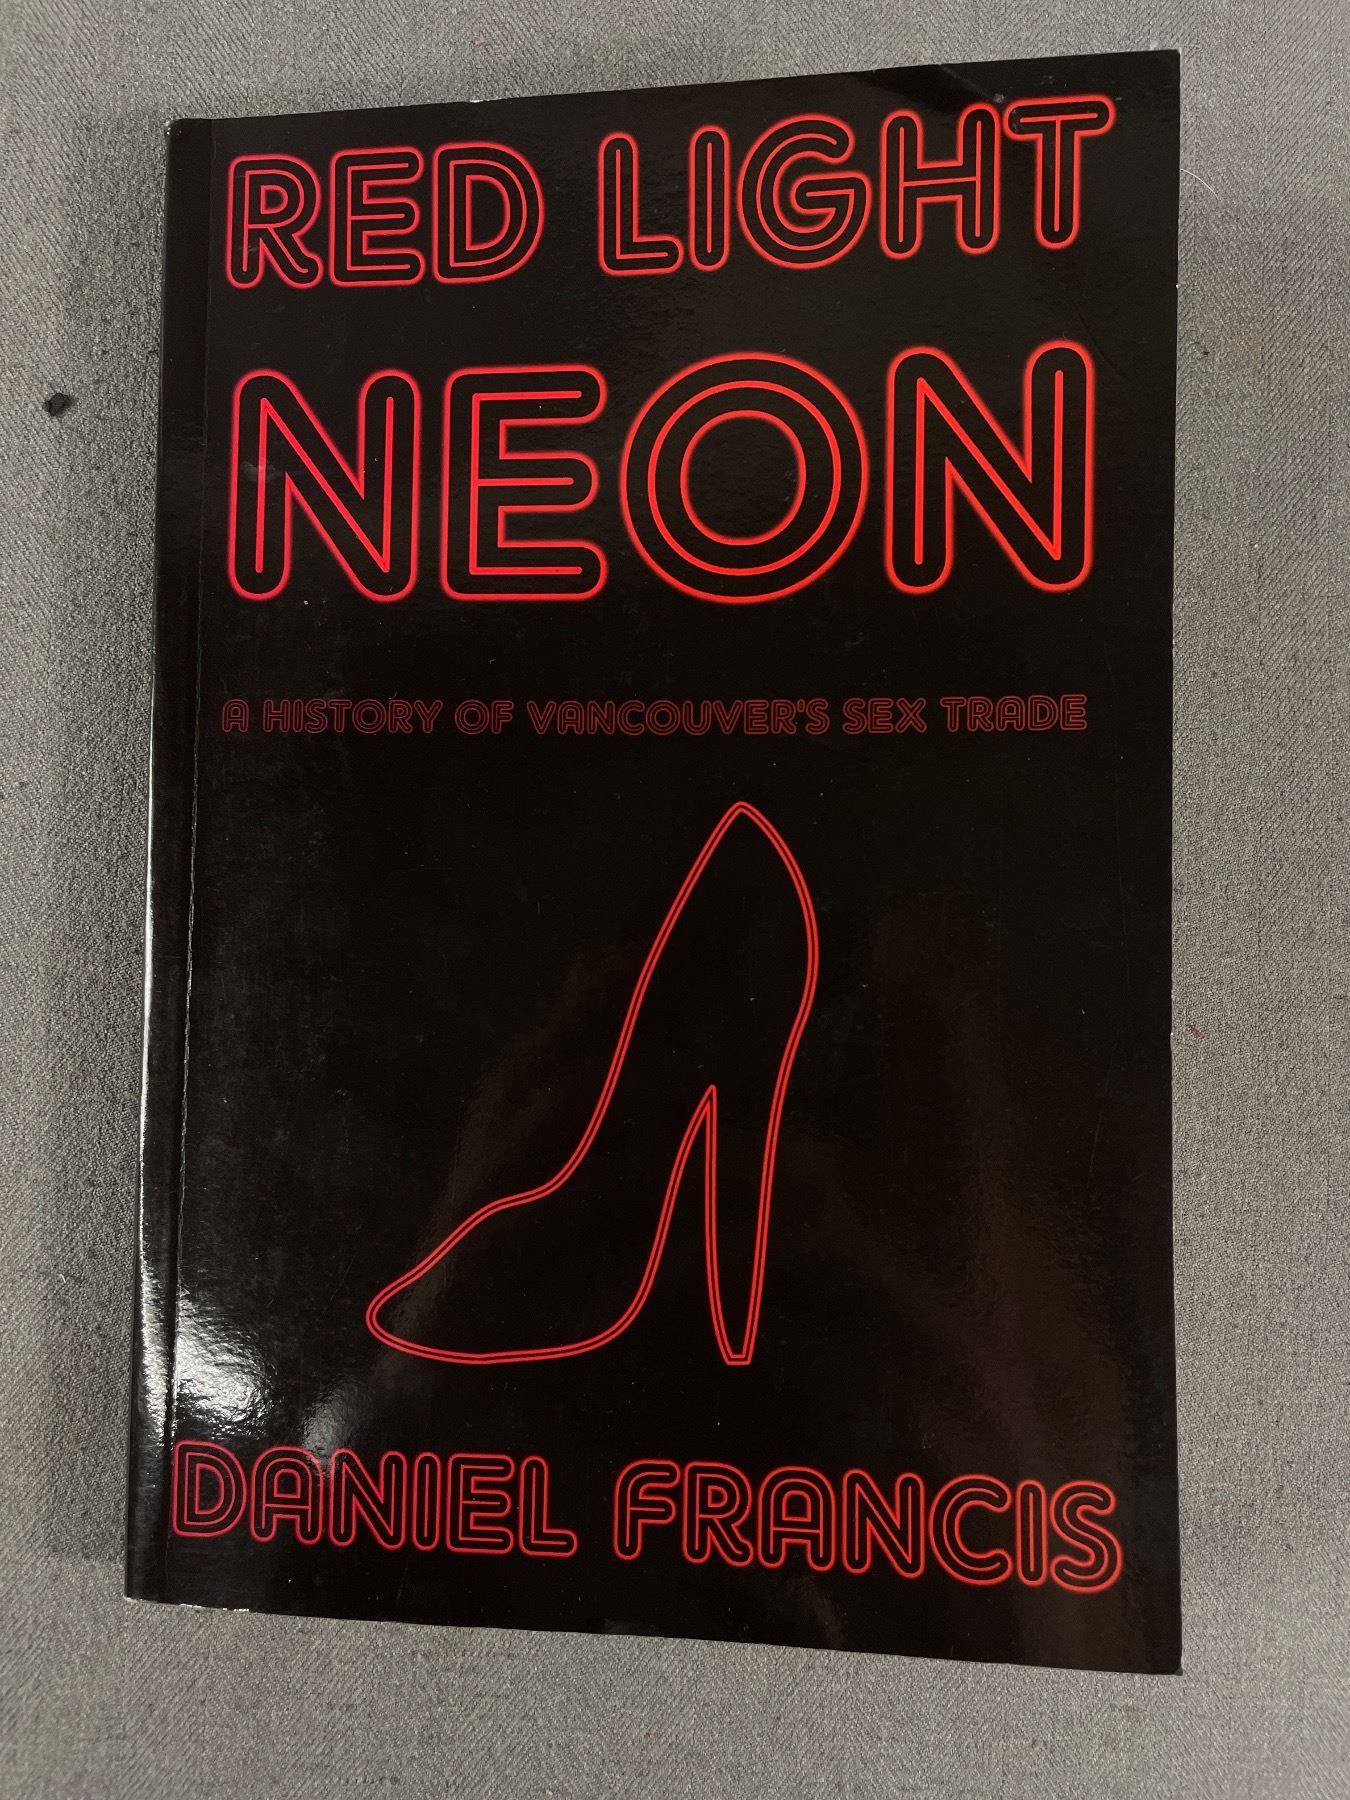 RED LIGHT
NEON
A HISTORY OF VANCOUVER'S SEX TRADE
DANIEL FRANCIS